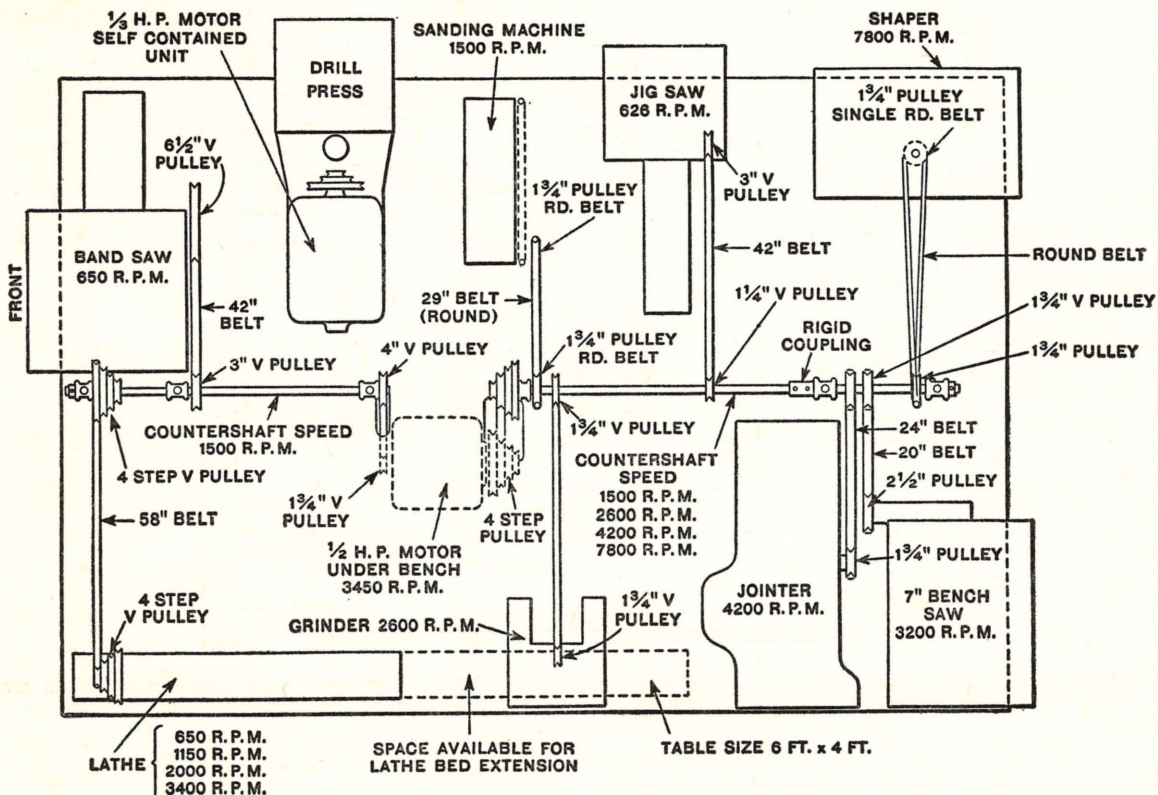 1/3 H.P. MOTOR
SELF CONTAINED
UNIT
DRILL
PRESS
SANDING MACHINE
1500 R.P.M.
JIG SAW
626 R.P.M.
SHAPER
7800 R.P.M.
1 3/4" PULLEY
SINGLE RD. BELT
6 1/2" V
PULLEY
3" V
PULLEY
1 3/4" PULLEY
RD. BELT
BAND SAW
650 R.P.M.
FRONT
42"
BELT
29" BELT
(ROUND)
42" BELT
ROUND BELT
1 1/4" V PULLEY
1 3/4" V PULLEY
RIGID
COUPLING
3" V PULLEY
4" V PULLEY
1 3/4" PULLEY
RD. BELT
1 3/4" PULLEY
COUNTERSHAFT SPEED
1500 R.P.M.
1 3/4" V PULLEY
24" BELT
20" BELT
4 STEP V PULLEY
COUNTERSHAFT
SPEED
1500 R.P.M.
2600 R.P.M.
4200 R.P.M.
7800 R.P.M.
2 1/2" PULLEY
1 3/4" V
PULLEY
4 STEP
PULLEY
58" BELT
1/2 H.P. MOTOR
UNDER BENCH
3450 R.P.M.
1 3/4" PULLEY
JOINTER
4200 R.P.M.
7" BENCH
SAW
3200 R.P.M.
4 STEP
V PULLEY
GRINDER 2600 R.P.M.
1 3/4" V
PULLEY
LATHE
650 R.P.M.
1150 R.P.M.
2000 R.P.M.
3400 R.P.M.
SPACE AVAILABLE FOR
LATHE BED EXTENSION
TABLE SIZE 6 FT. x 4 FT.